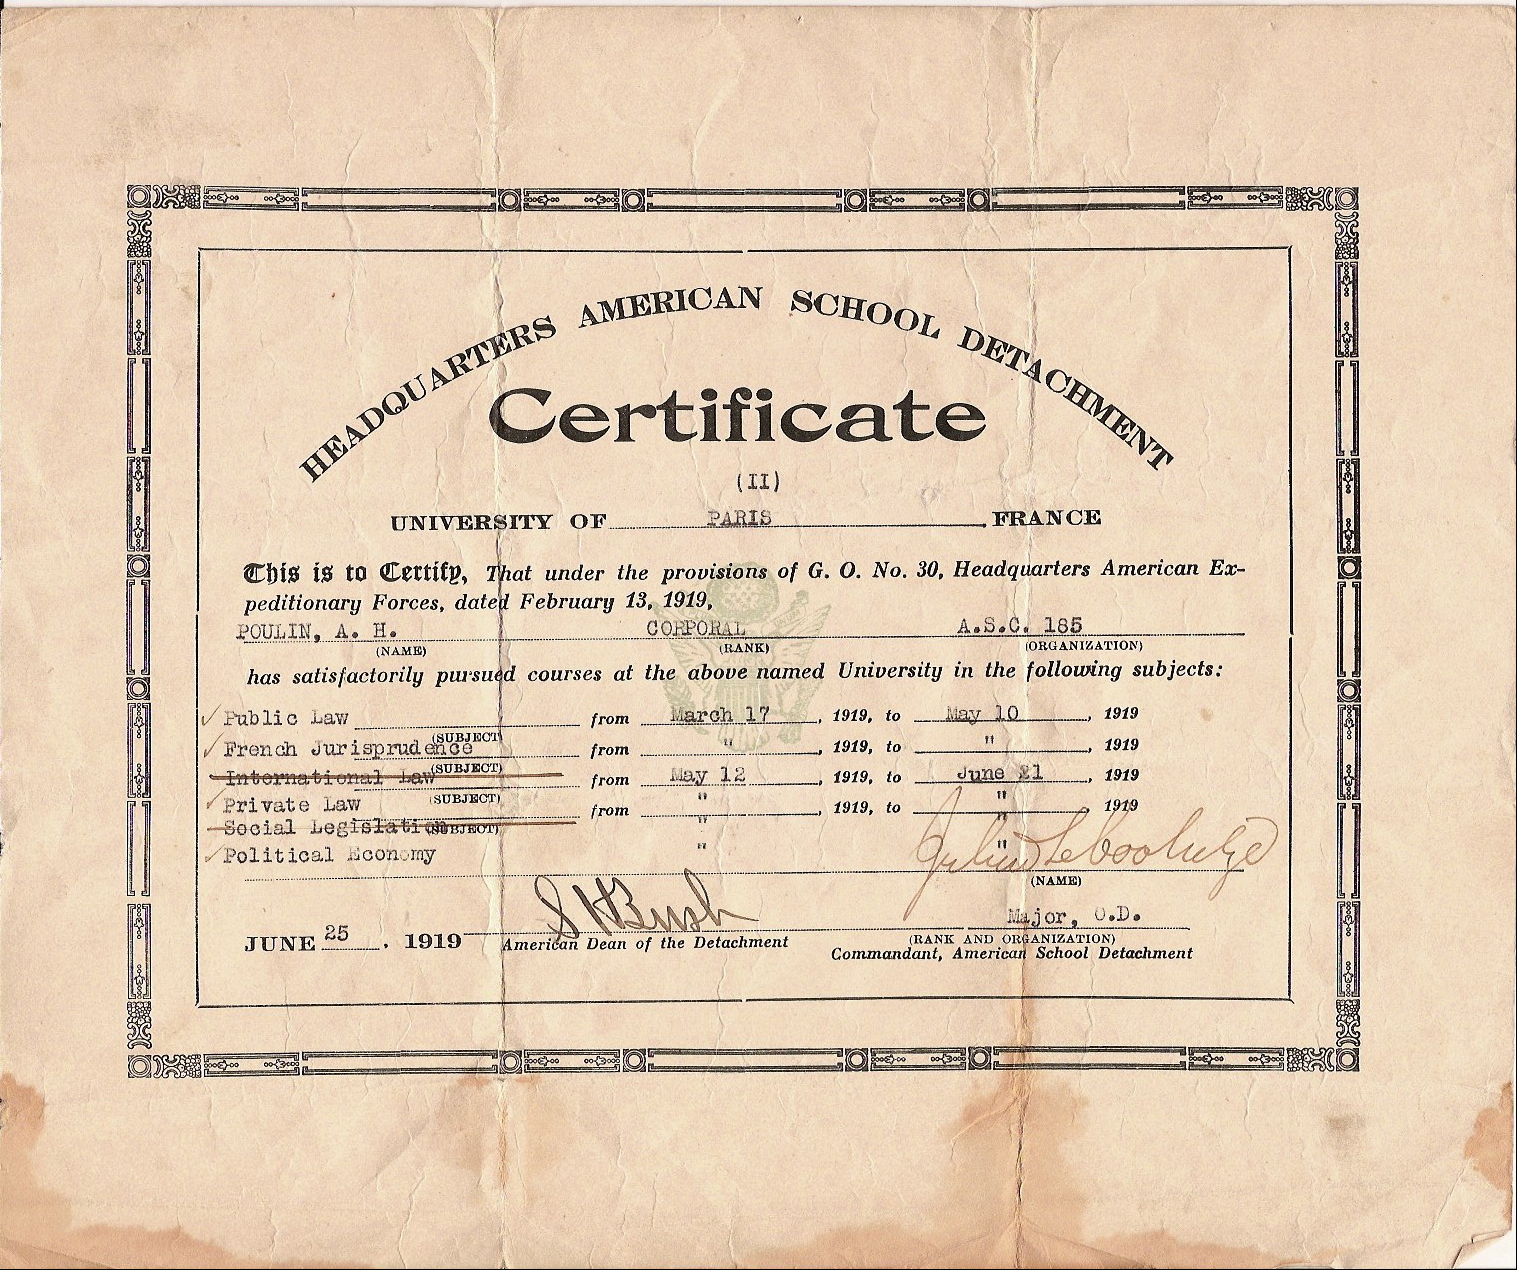 HEADQUARTERS AMERICAN SCHOOL DETACHMENT
Certificate
(II)
UNIVERSITY OF PARIS FRANCE
This is to Certify, That under the provisions of G. O. No. 30, Headquarters American Ex-
peditionary Forces, dated February 13, 1919,
POULIN, A. H. CORPORAL A.S.C. 185
(NAME) (RANK) (ORGANIZATION)
has satisfactorily pursued courses at the above named University in the following subjects:
Public Law from March 17, 1919, to May 10, 1919
(SUBJECT)
French Jurisprudence from " , 1919, to " , 1919
(SUBJECT)
International Law from May 12, 1919, to June 21, 1919
(SUBJECT)
Private Law from " , 1919, to " , 1919
(SUBJECT)
Social Legislation " "
Political Economy " "
(NAME)
S H Bush
Major, O.D.
JUNE 25, 1919 American Dean of the Detachment (RANK AND ORGANIZATION)
Commandant, American School Detachment